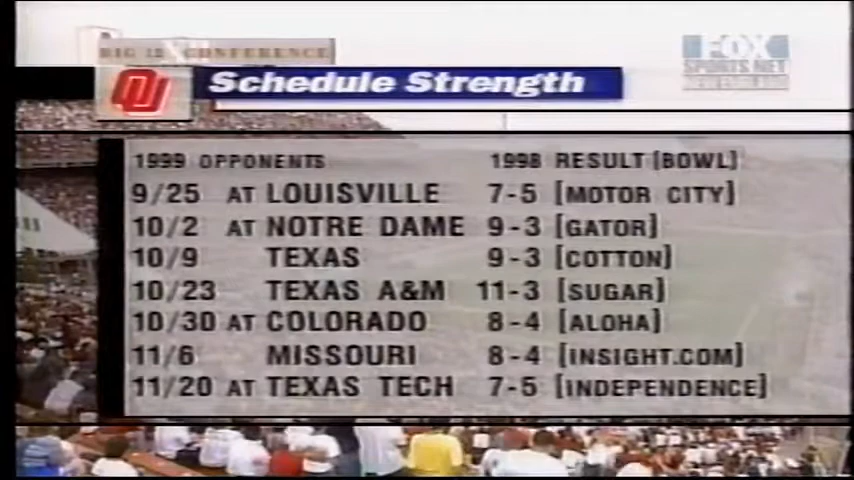 BIG 12 CONFERENCE
FOX
SPORTS NET
NEW ENGLAND
OU Schedule Strength
1999 OPPONENTS 1998 RESULT [BOWL]
9/25 AT LOUISVILLE 7-5 [MOTOR CITY]
10/2 AT NOTRE DAME 9-3 [GATOR]
10/9 TEXAS 9-3 [COTTON]
10/23 TEXAS A&M 11-3 [SUGAR]
10/30 AT COLORADO 8-4 [ALOHA]
11/6 MISSOURI 8-4 [INSIGHT.COM]
11/20 AT TEXAS TECH 7-5 [INDEPENDENCE]